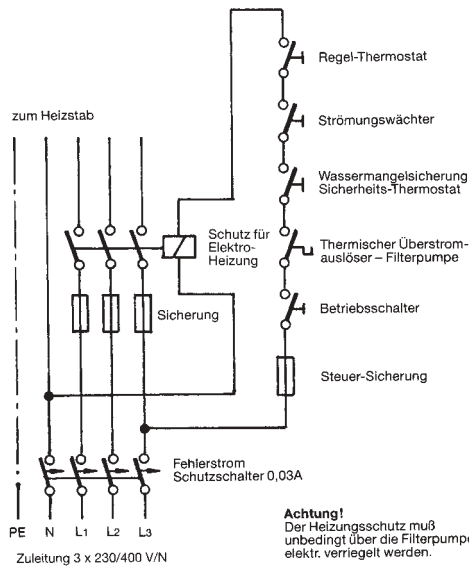 Regel-Thermostat
zum Heizstab
Strömungswächter
Wassermangelsicherung
Sicherheits-Thermostat
Schutz für
Elektro-
Heizung
Thermischer Überstrom-
auslöser – Filterpumpe
Sicherung
Betriebsschalter
Steuer-Sicherung
Fehlerstrom
Schutzschalter 0,03A
PE N L1 L2 L3
Zuleitung 3 x 230/400 V/N
Achtung!
Der Heizungsschutz muß
unbedingt über die Filterpumpe
elektr. verriegelt werden.